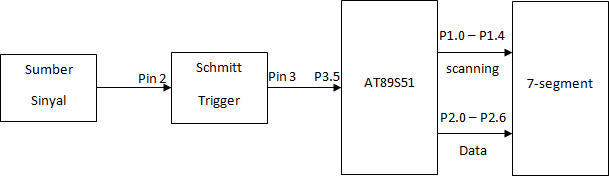 Sumber
Sinyal
Pin 2
Schmitt
Trigger
Pin 3 P3.5
AT89S51
P1.0 – P1.4
scanning
P2.0 – P2.6
Data
7-segment